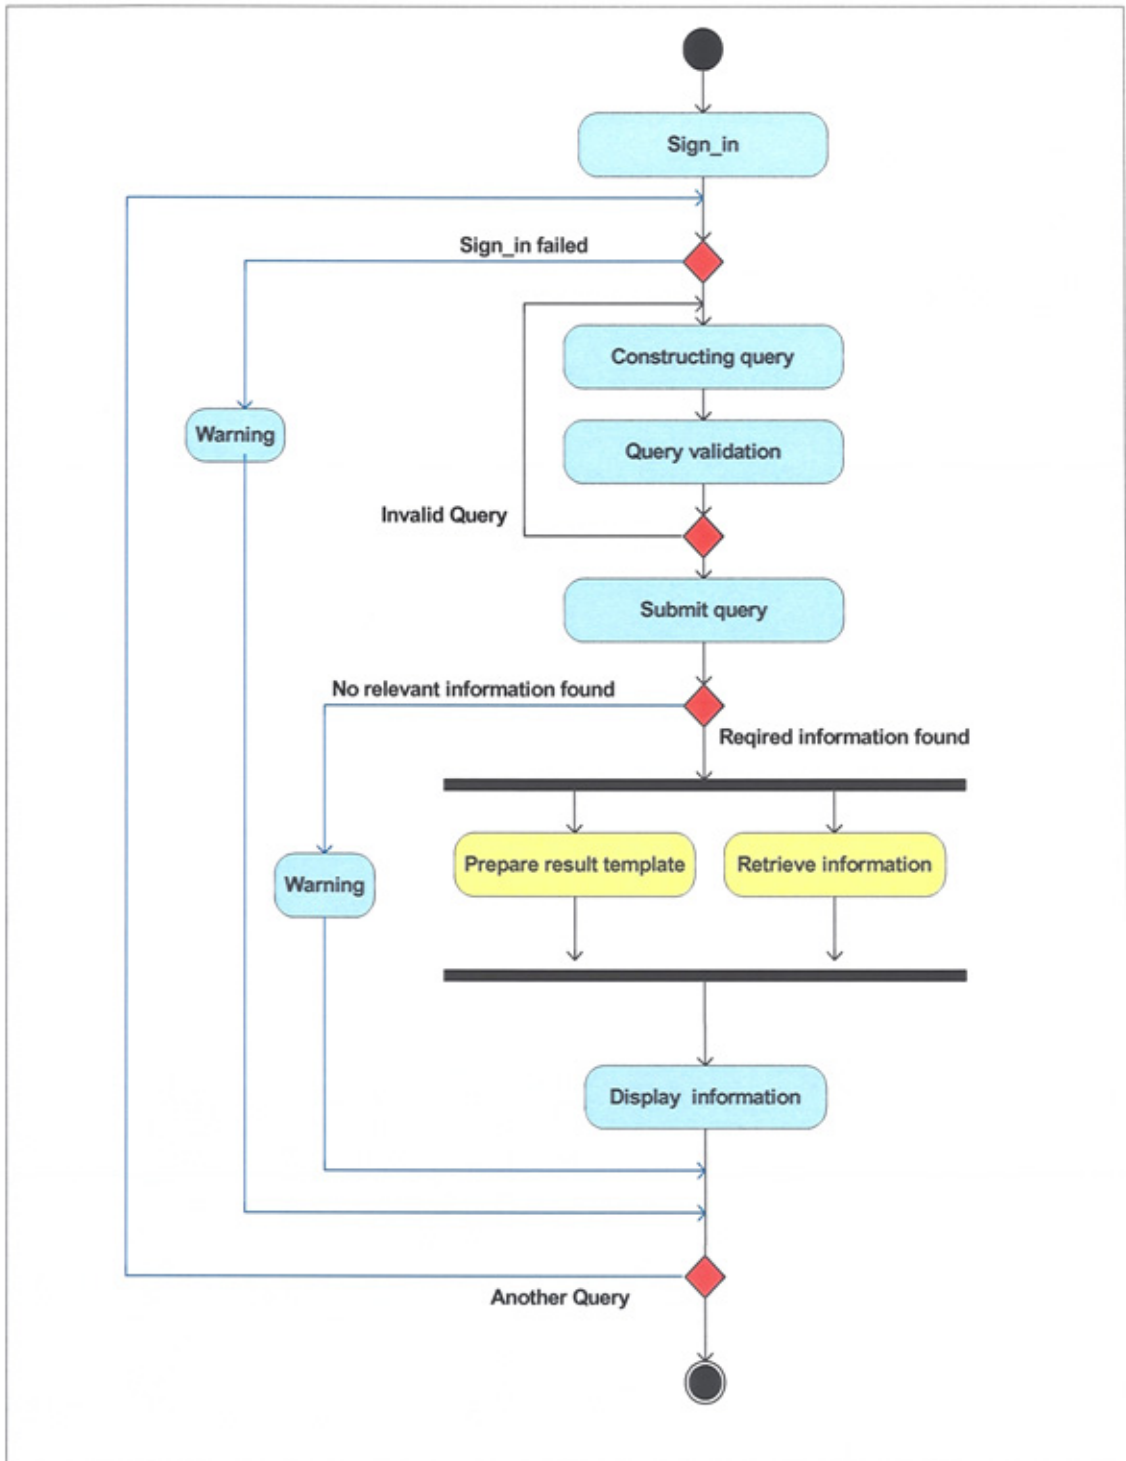 Sign_in
Sign_in failed
Constructing query
Warning
Query validation
Invalid Query
Submit query
No relevant information found
Reqired information found
Prepare result template
Retrieve information
Warning
Display information
Another Query